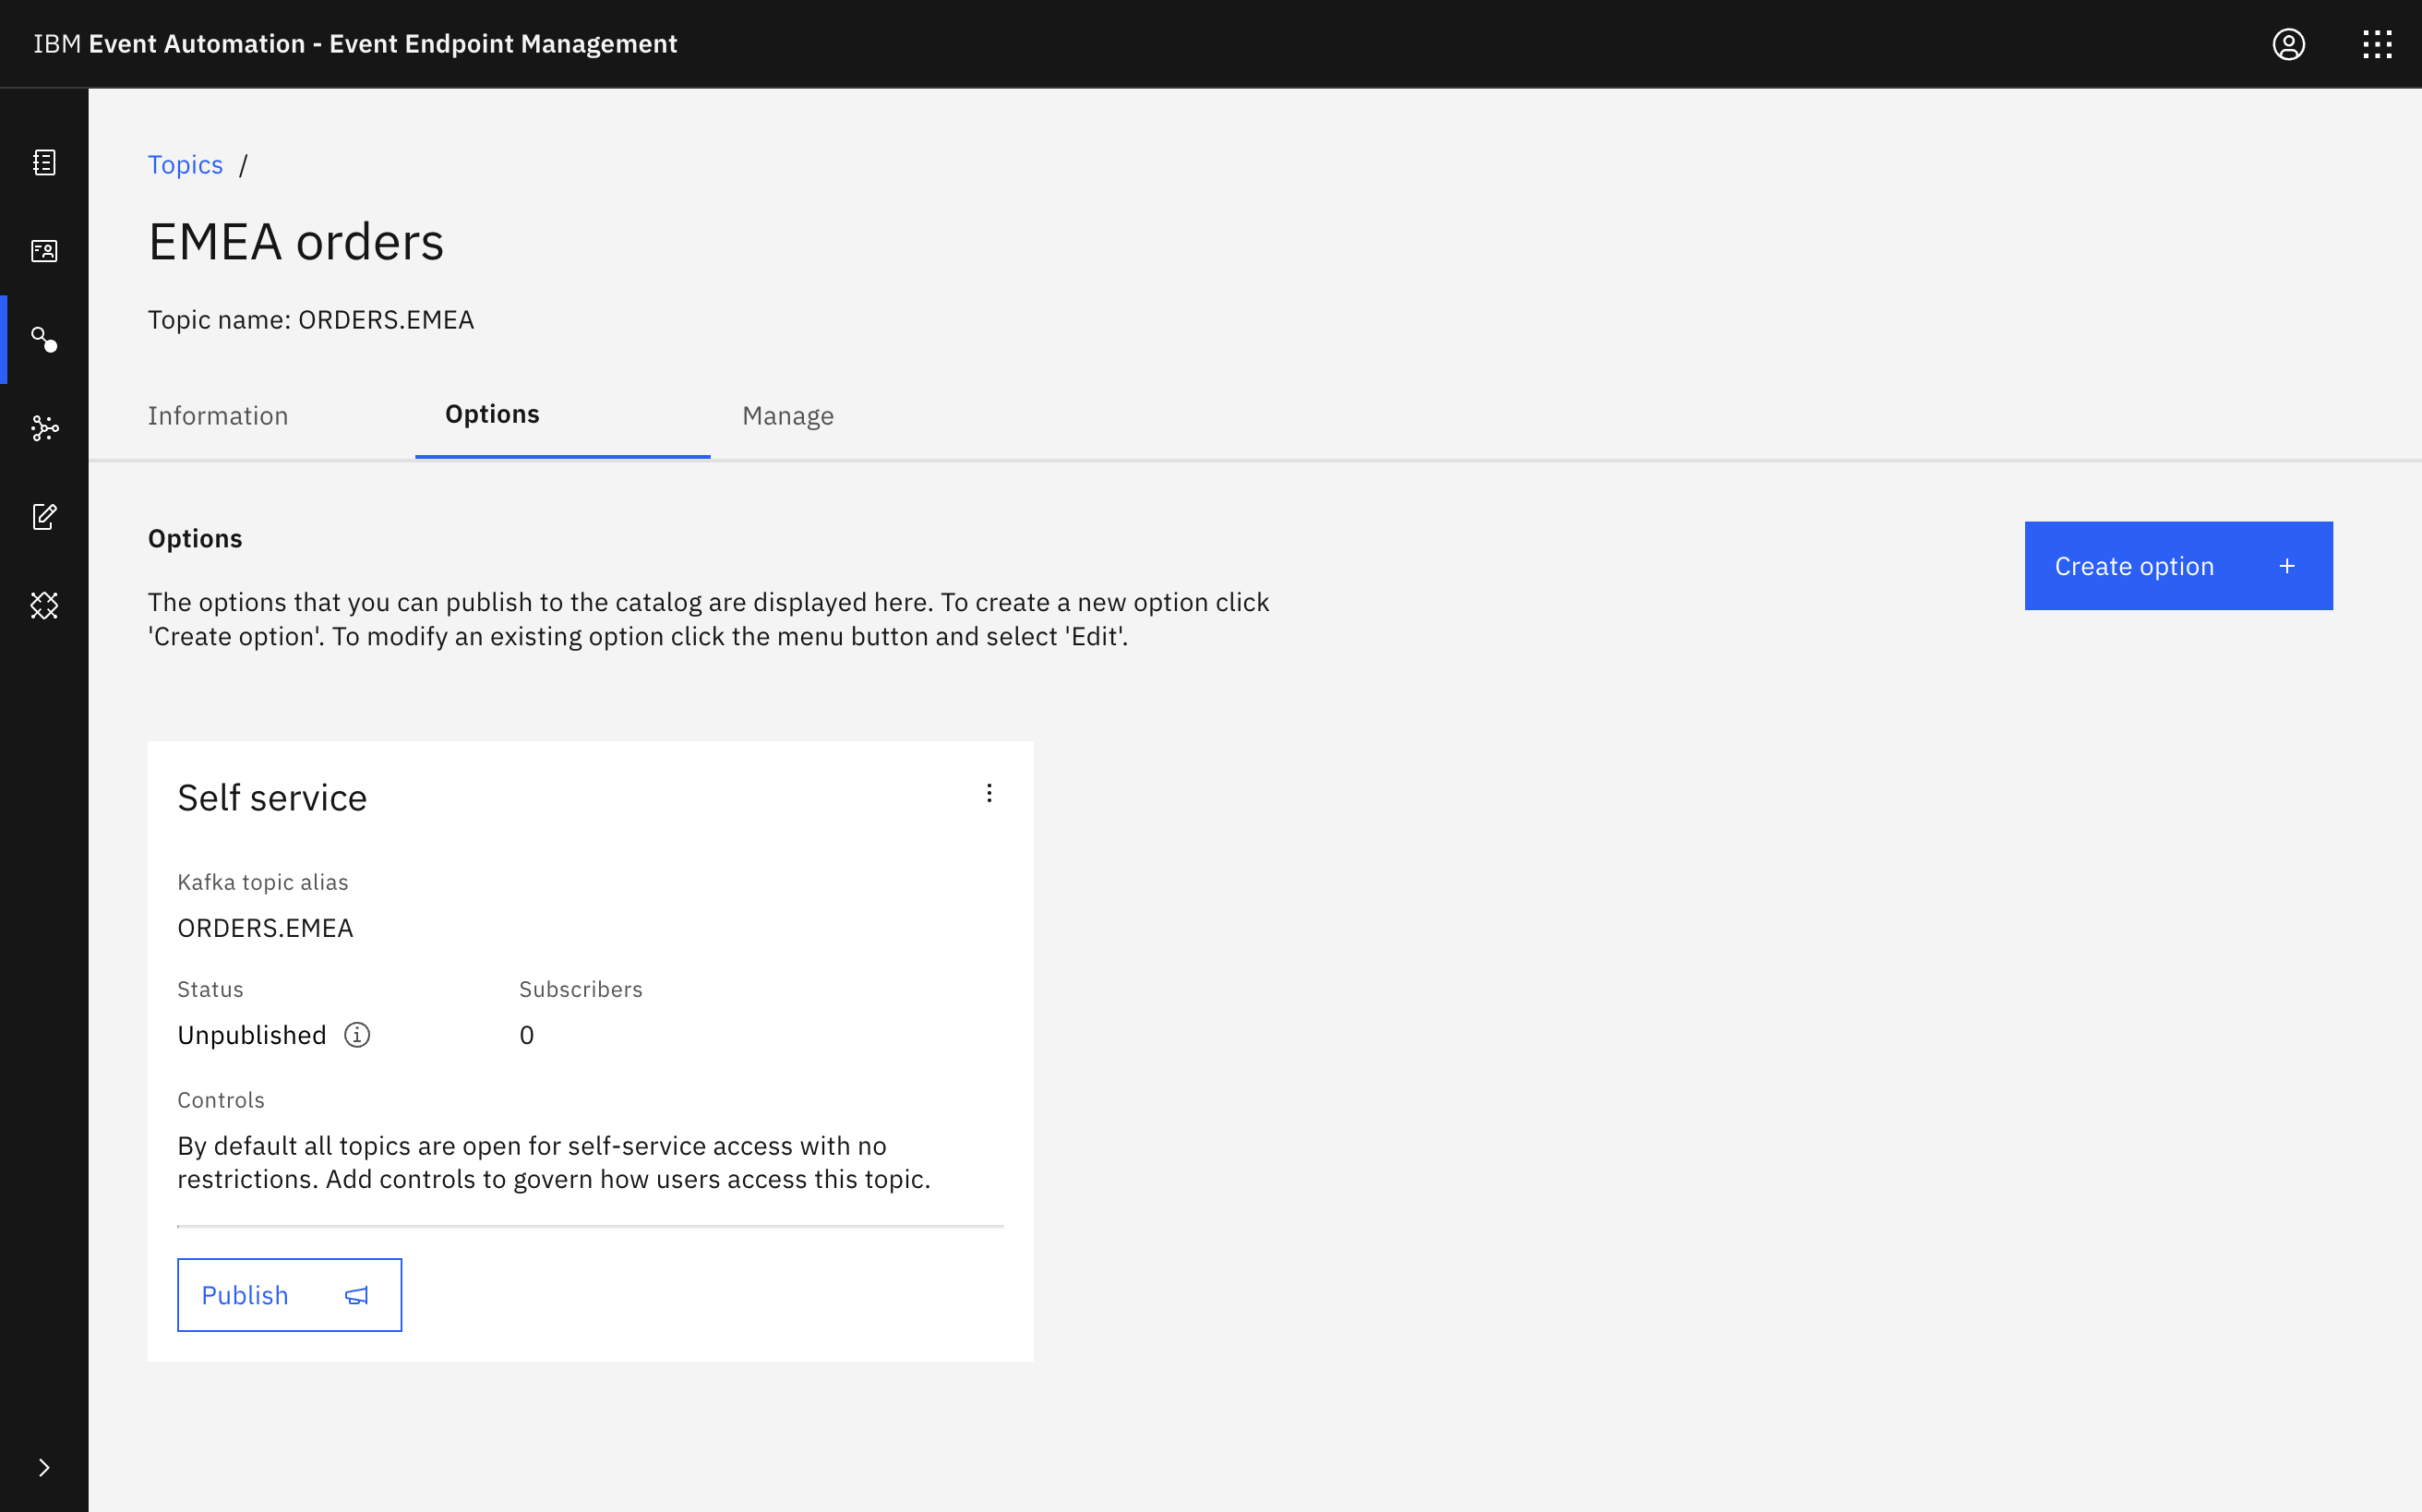 IBM Event Automation - Event Endpoint Management
Topics /
EMEA orders
Topic name: ORDERS.EMEA
Information Options Manage
Options
Create option +
The options that you can publish to the catalog are displayed here. To create a new option click
'Create option'. To modify an existing option click the menu button and select 'Edit'.
Self service
Kafka topic alias
ORDERS.EMEA
Status Subscribers
Unpublished 0
Controls
By default all topics are open for self-service access with no
restrictions. Add controls to govern how users access this topic.
Publish